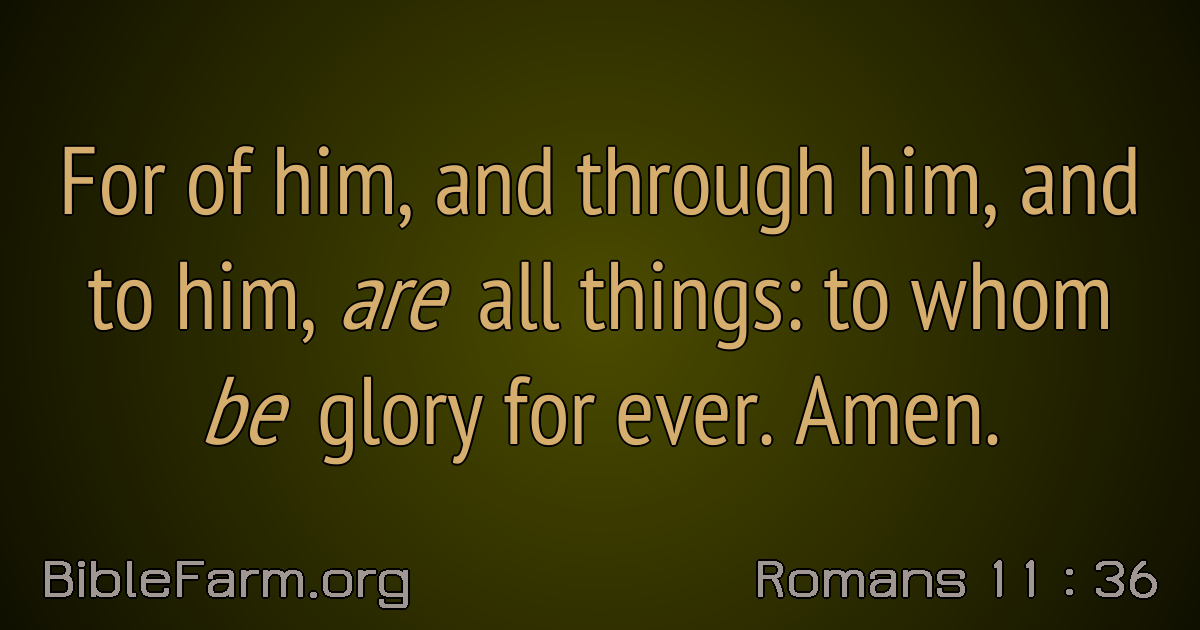 For of him, and through him, and
to him, are all things: to whom
be glory for ever. Amen.
BibleFarm.org
Romans 11 : 36